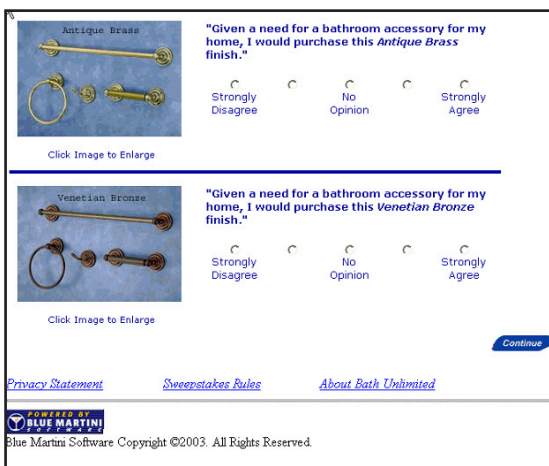 Antique Brass
"Given a need for a bathroom accessory for my
home, I would purchase this Antique Brass
finish."
Strongly Disagree
No Opinion
Strongly Agree
Click Image to Enlarge
Venetian Bronze
"Given a need for a bathroom accessory for my
home, I would purchase this Venetian Bronze
finish."
Strongly Disagree
No Opinion
Strongly Agree
Click Image to Enlarge
Continue
Privacy Statement
Sweepstakes Rules
About Bath Unlimited
POWERED BY
BLUE MARTINI
SOFTWARE
Blue Martini Software Copyright ©2003. All Rights Reserved.